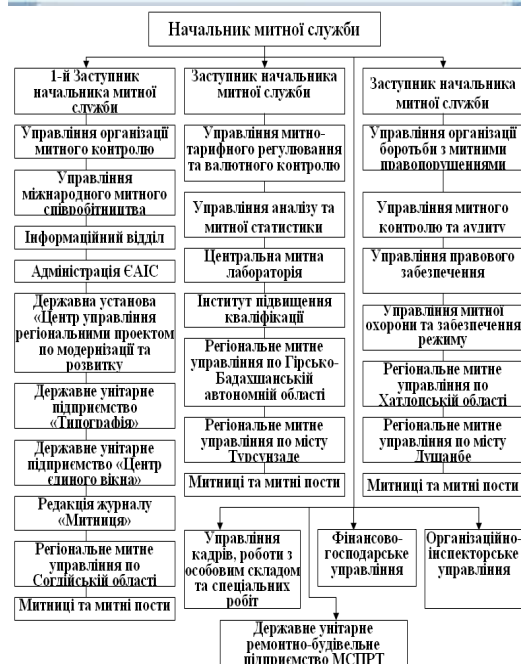 Начальник митної служби
1-й Заступник
начальника митної
служби
Управління організації
митного контролю
Управління
міжнародного митного
співробітництва
Інформаційний відділ
Адміністрація ЄАІС
Державна установа
«Центр управління
регіональними проектом
по модернізації та
розвитку
Державне унітарне
підприємство
«Типографія»
Державне унітарне
підприємство «Центр
єдиного вікна»
Редакція журналу
«Митниця»
Регіональне митне
управління по
Согдійській області
Митниці та митні пости
Заступник начальника
митної служби
Управління митно-
тарифного регулювання
та валютного контролю
Управління аналізу та
митної статистики
Центральна митна
лабораторія
Інститут підвищення
кваліфікації
Регіональне митне
управління по Гірсько-
Бадахшанській
автономній області
Регіональне митне
управління по місту
Турсунзаде
Митниці та митні пости
Заступник начальника
митної служби
Управління організації
боротьби з митними
правопорушеннями
Управління митного
контролю та аудиту
Управління правового
забезпечення
Управління митної
охорони та забезпечення
режиму
Регіональне митне
управління по
Хатлопській області
Регіональне митне
управління по місту
Душанбе
Митниці та митні пости
Управління
кадрів, роботи з
особовим складом
та спеціальних
робіт
Фінансово-
господарське
управління
Організаційно-
інспекторське
управління
Державне унітарне
ремонтно-будівельне
підприємство МСПРТ